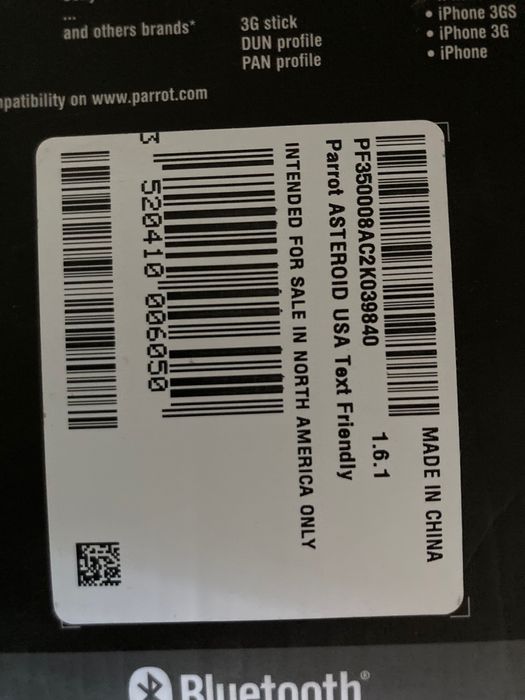 ...
and others brands*
3G stick
DUN profile
PAN profile
• iPhone 3GS
• iPhone 3G
• iPhone
on www.parrot.com
MADE IN CHINA
PF350008AC2K039840
1.6.1
Parrot ASTEROID USA Text Friendly
INTENDED FOR SALE IN NORTH AMERICA ONLY
3 520410 006050
Bluetooth®